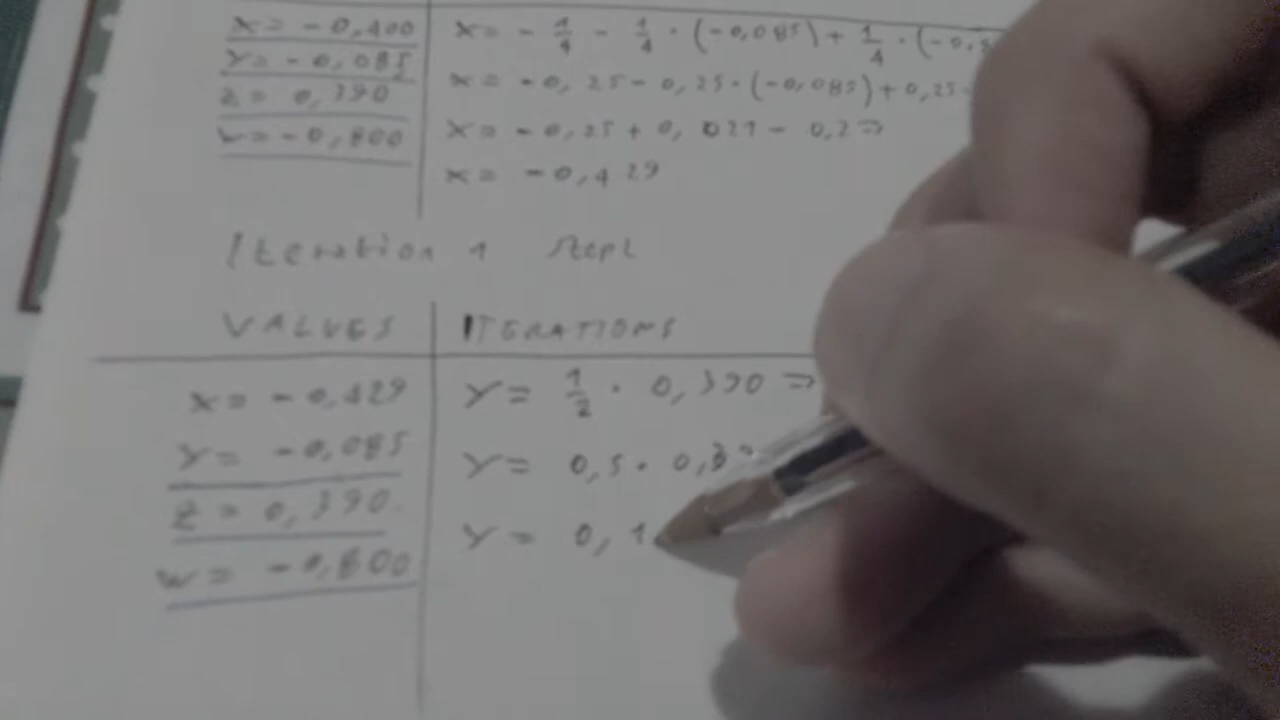 X = - 0,400
Y = - 0,085
Z = 0,390
W = - 0,800
X = - 1/4 - 1/4 · (-0,085) + 1/4 · (-0,8
X = - 0,25 - 0,25 · (-0,085) + 0,25 ·
X = - 0,25 + 0,021 - 0,2 ⇒
X = - 0,429
Iteration 1
VALUES
ITERATIONS
X = - 0,429
Y = - 0,085
Z = 0,390
W = - 0,800
Y = 1/2 · 0,390 ⇒
Y = 0,5 · 0,39
Y = 0,1